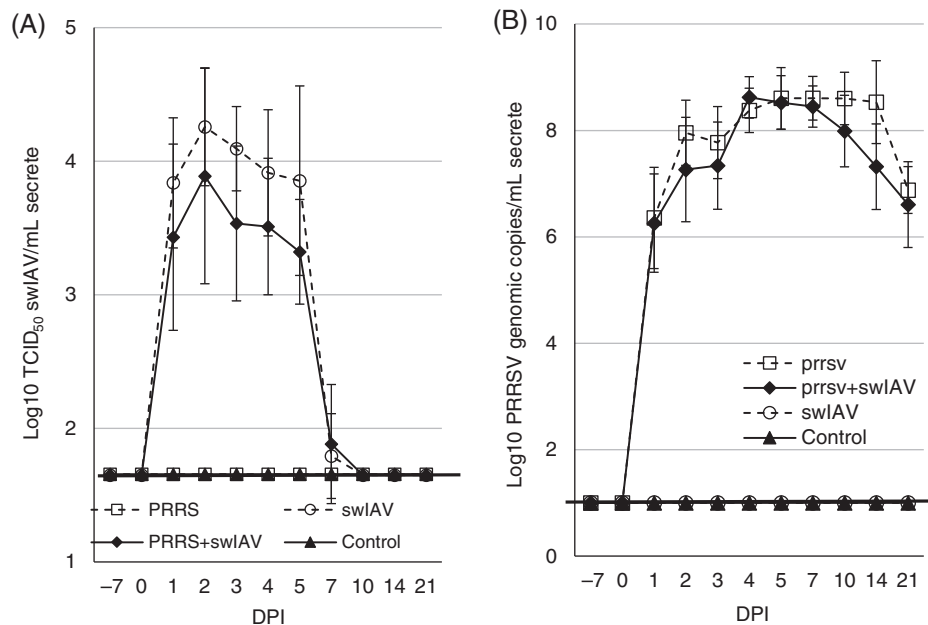 (A)
Log10 TCID50 swIAV/mL secrete
5
4
3
2
1
PRRS
swIAV
PRRS+swIAV
Control
–7 0 1 2 3 4 5 7 10 14 21
DPI
(B)
Log10 PRRSV genomic copies/mL secrete
10
8
6
4
2
0
prrsv
prrsv+swIAV
swIAV
Control
–7 0 1 2 3 4 5 7 10 14 21
DPI